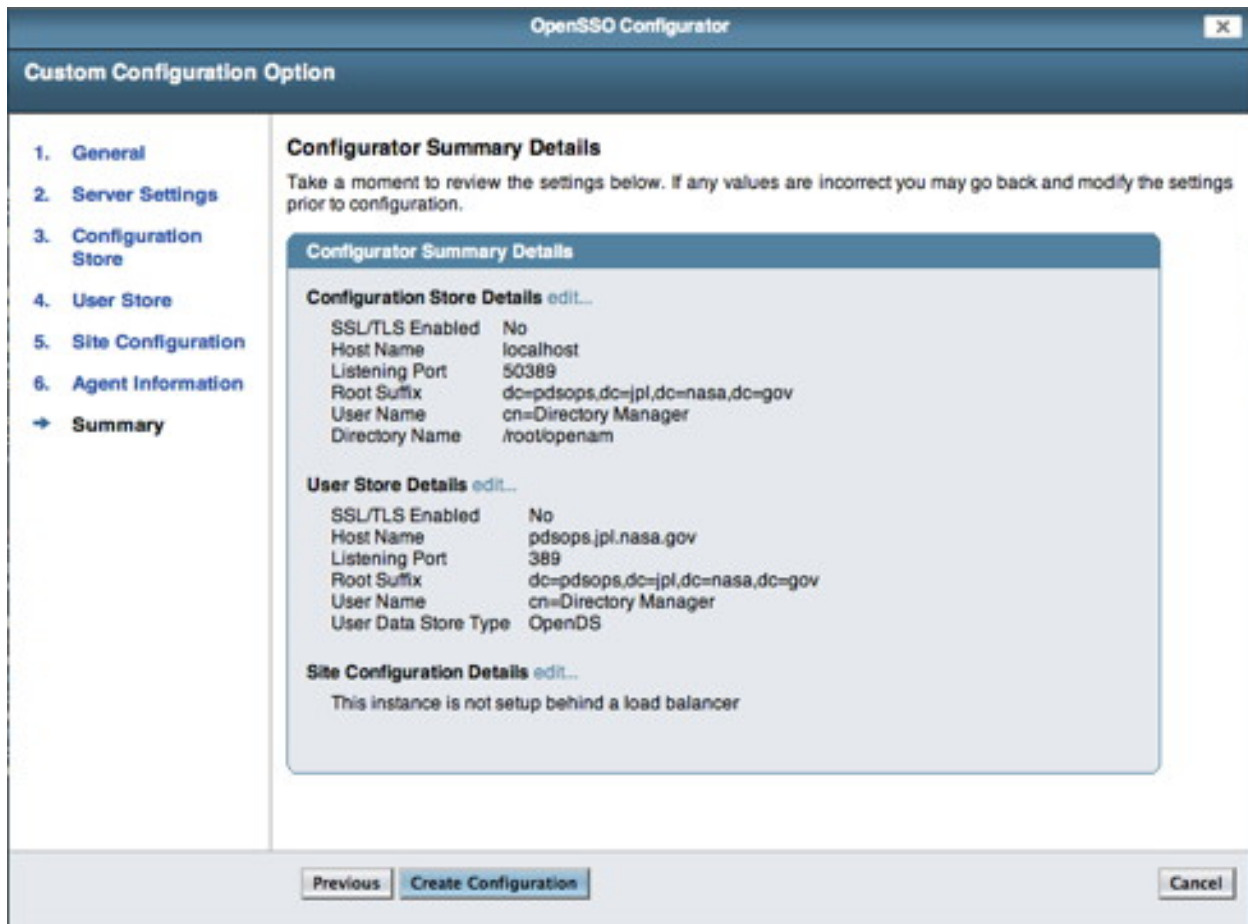 OpenSSO Configurator
Custom Configuration Option
1. General
2. Server Settings
3. Configuration
Store
4. User Store
5. Site Configuration
6. Agent Information
Summary
Configurator Summary Details
Take a moment to review the settings below. If any values are incorrect you may go back and modify the settings
prior to configuration.
Configurator Summary Details
Configuration Store Details edit...
SSL/TLS Enabled No
Host Name localhost
Listening Port 50389
Root Suffix dc=pdsops,dc=jpl,dc=nasa,dc=gov
User Name cn=Directory Manager
Directory Name /root/openam
User Store Details edit...
SSL/TLS Enabled No
Host Name pdsops.jpl.nasa.gov
Listening Port 389
Root Suffix dc=pdsops,dc=jpl,dc=nasa,dc=gov
User Name cn=Directory Manager
User Data Store Type OpenDS
Site Configuration Details edit...
This instance is not setup behind a load balancer
Previous Create Configuration Cancel